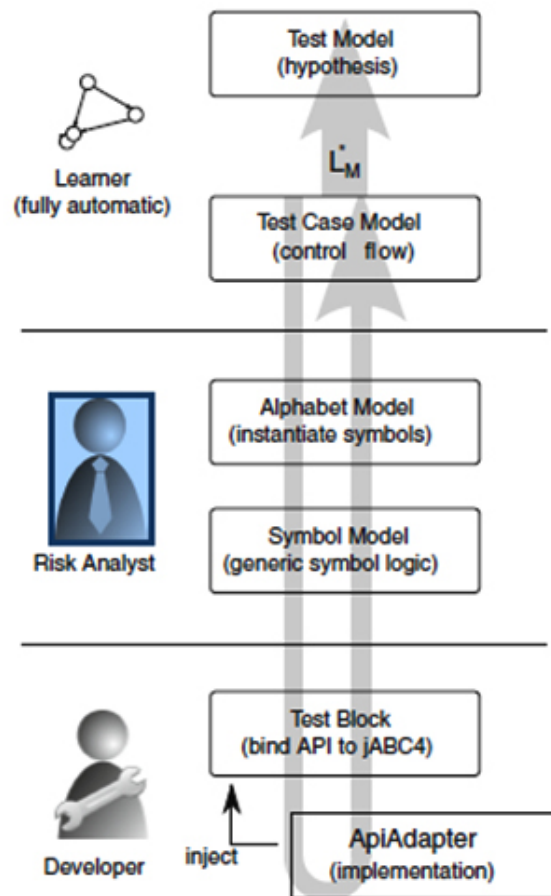 Test Model
(hypothesis)
L*M
Learner
(fully automatic)
Test Case Model
(control flow)
Alphabet Model
(instantiate symbols)
Symbol Model
(generic symbol logic)
Risk Analyst
Test Block
(bind API to jABC4)
inject
ApiAdapter
(implementation)
Developer